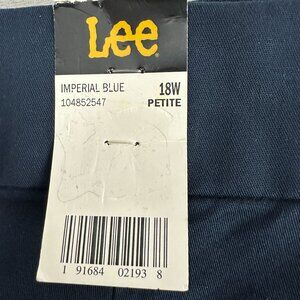 Lee
IMPERIAL BLUE 18W
104852547 PETITE
1 91684 02193 8